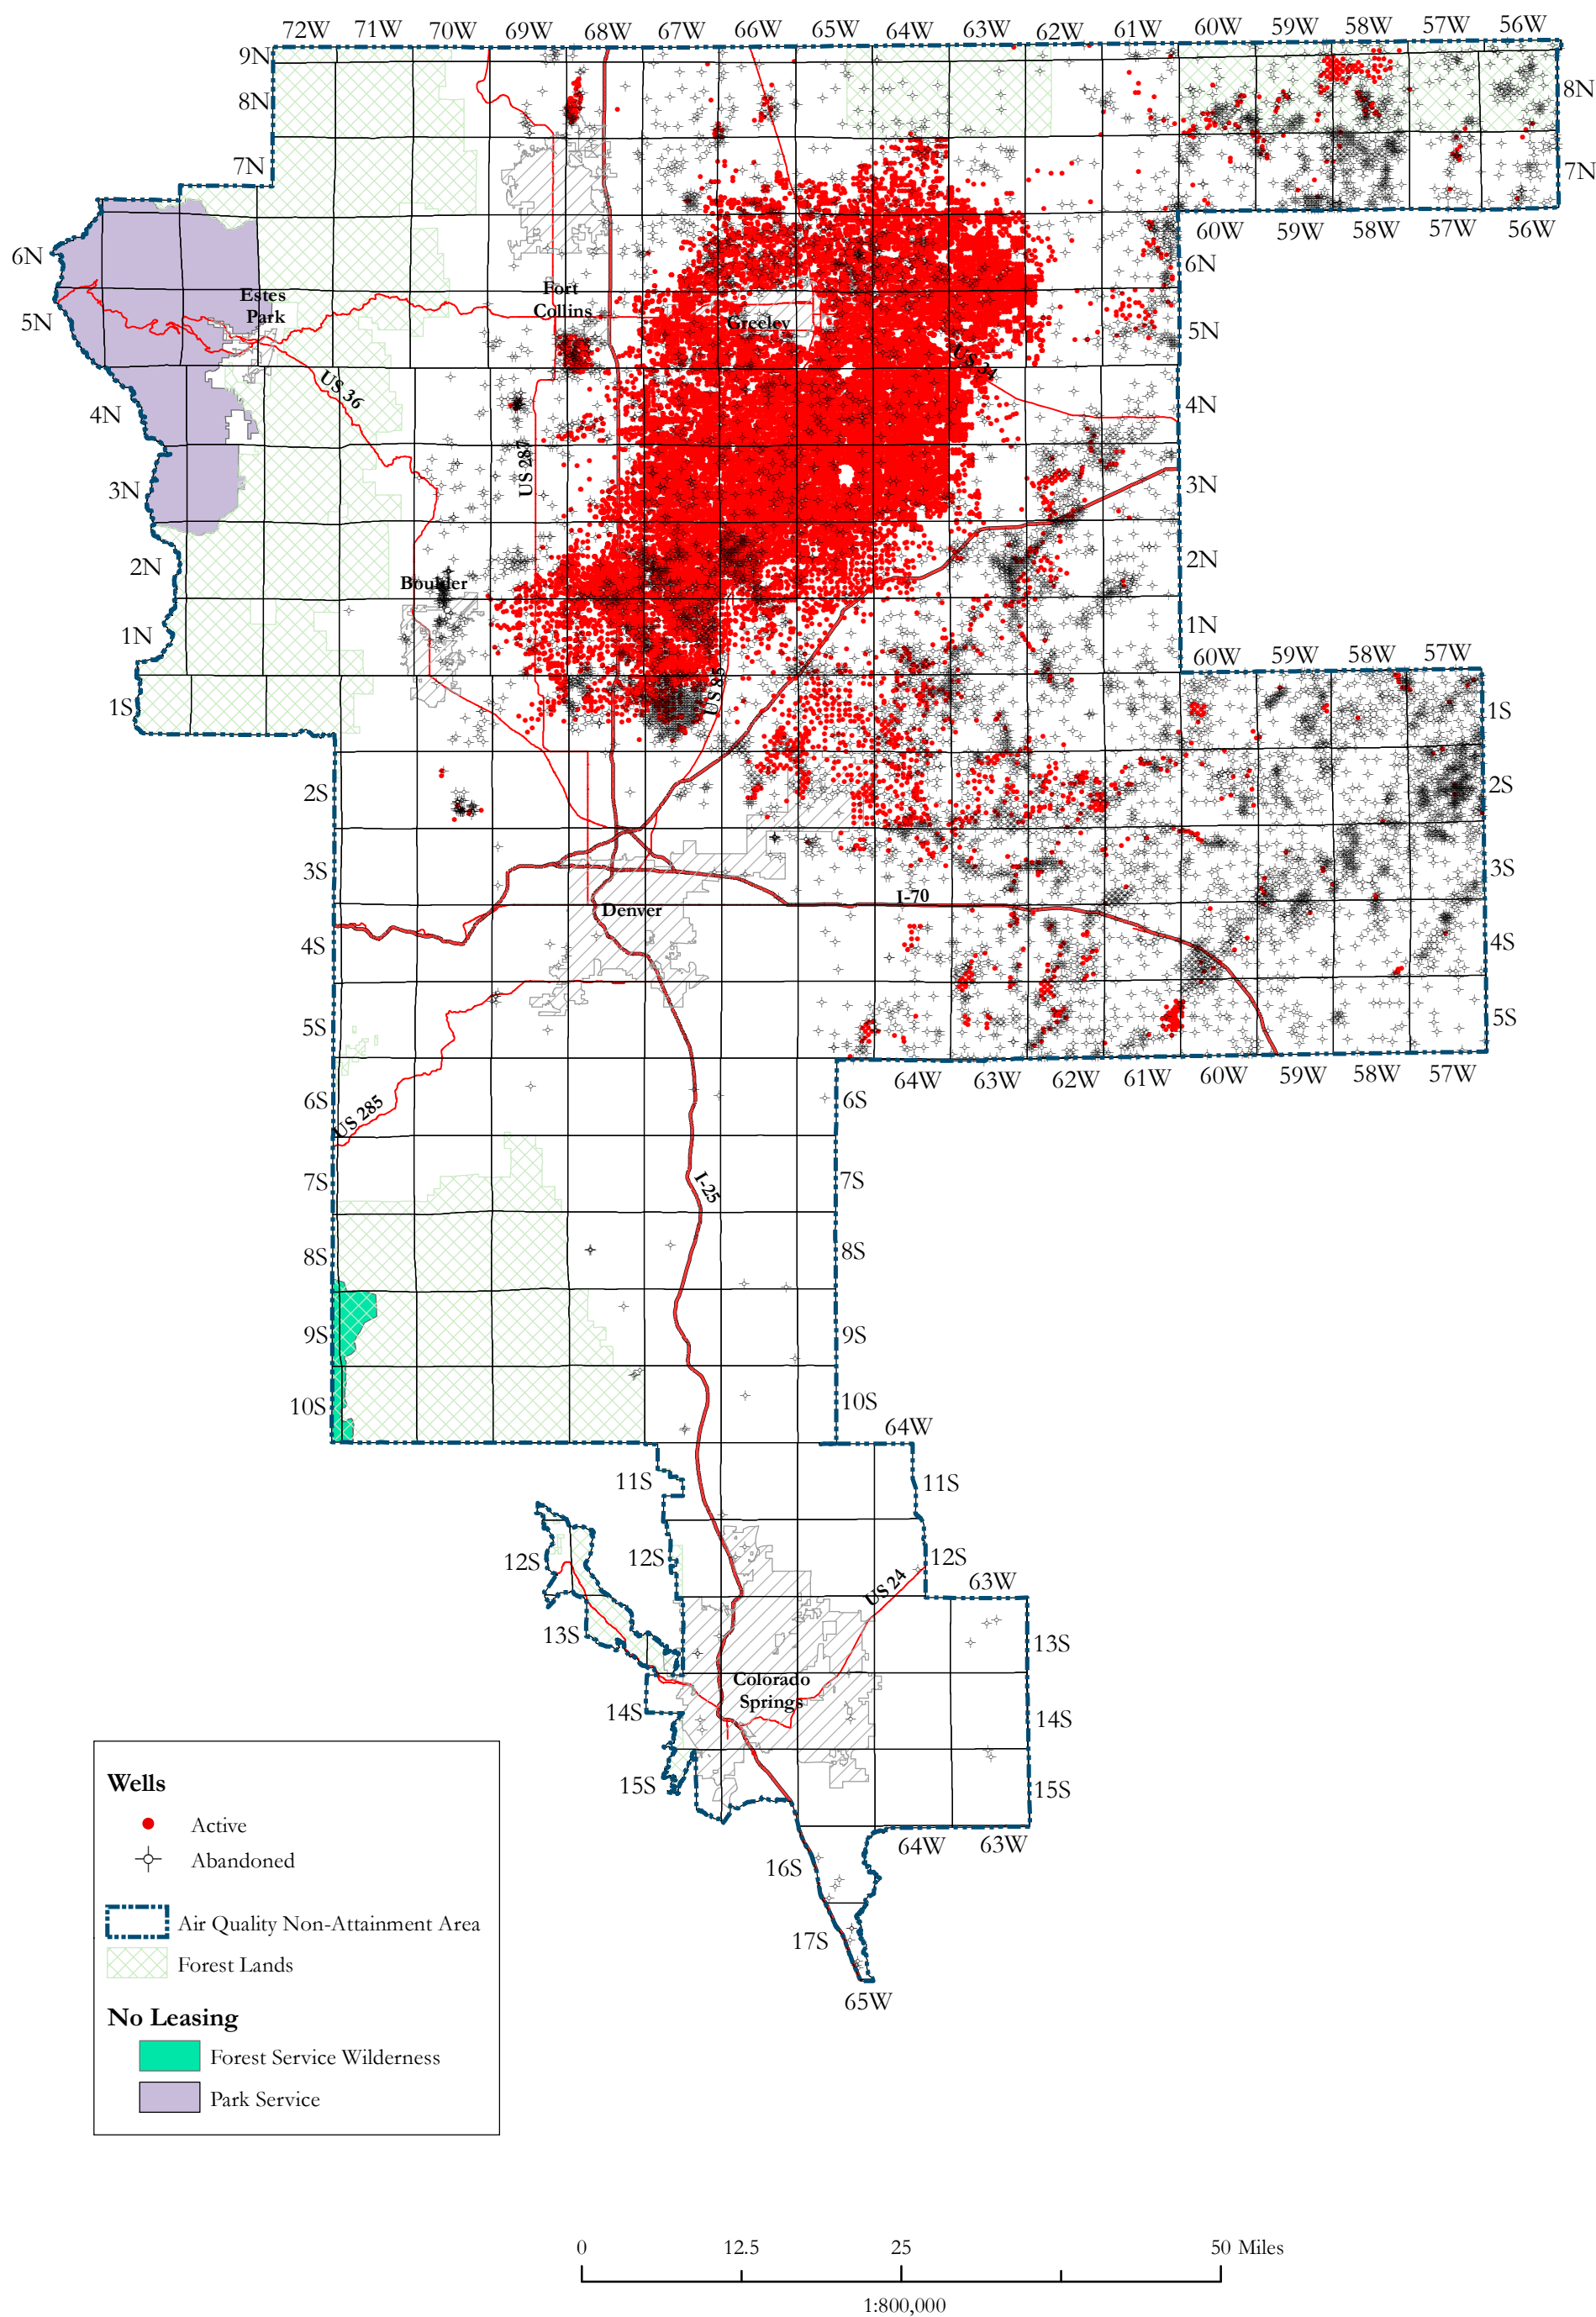 72W 71W 70W 69W 68W 67W 66W 65W 64W 63W 62W 61W 60W 59W 58W 57W 56W
9N
8N 8N
7N 7N
60W 59W 58W 57W 56W
6N 6N
Estes
Park
Fort
Collins
5N Greeley 5N
US 34
US 36
4N 4N
US 287
3N 3N
2N 2N
Boulder
1N 1N
60W 59W 58W 57W
US 85
1S 1S
2S 2S
3S 3S
I-70
Denver
4S 4S
5S 5S
64W 63W 62W 61W 60W 59W 58W 57W
6S 6S
US 285
7S 7S
I-25
8S 8S
9S 9S
10S 10S
64W
11S 11S
12S 12S 12S
US 24
63W
13S 13S
Colorado
Springs
14S 14S
15S 15S
64W 63W
16S
17S
65W
Wells
Active
Abandoned
Air Quality Non-Attainment Area
Forest Lands
No Leasing
Forest Service Wilderness
Park Service
0 12.5 25 50 Miles
1:800,000